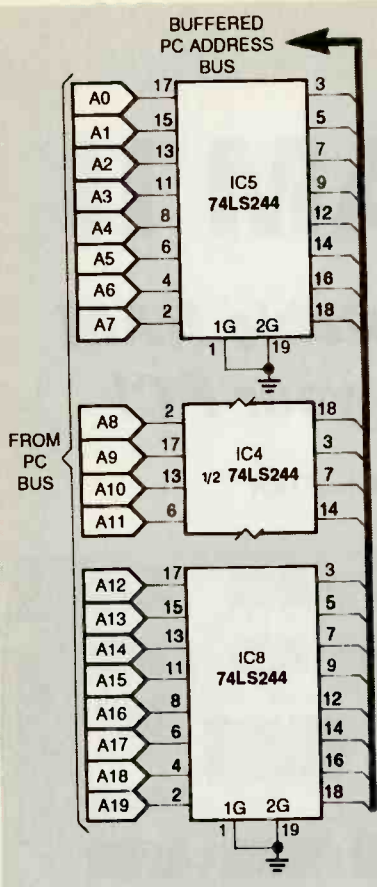 BUFFERED
PC ADDRESS
BUS
FROM
PC
BUS
A0 17 3
A1 15 5
A2 13 7
A3 11 9
A4 8 12
A5 6 14
A6 4 16
A7 2 18
IC5
74LS244
1G 2G
1 19
A8 2 18
A9 17 3
A10 13 7
A11 6 14
IC4
1/2 74LS244
A12 17 3
A13 15 5
A14 13 7
A15 11 9
A16 8 12
A17 6 14
A18 4 16
A19 2 18
IC8
74LS244
1G 2G
1 19